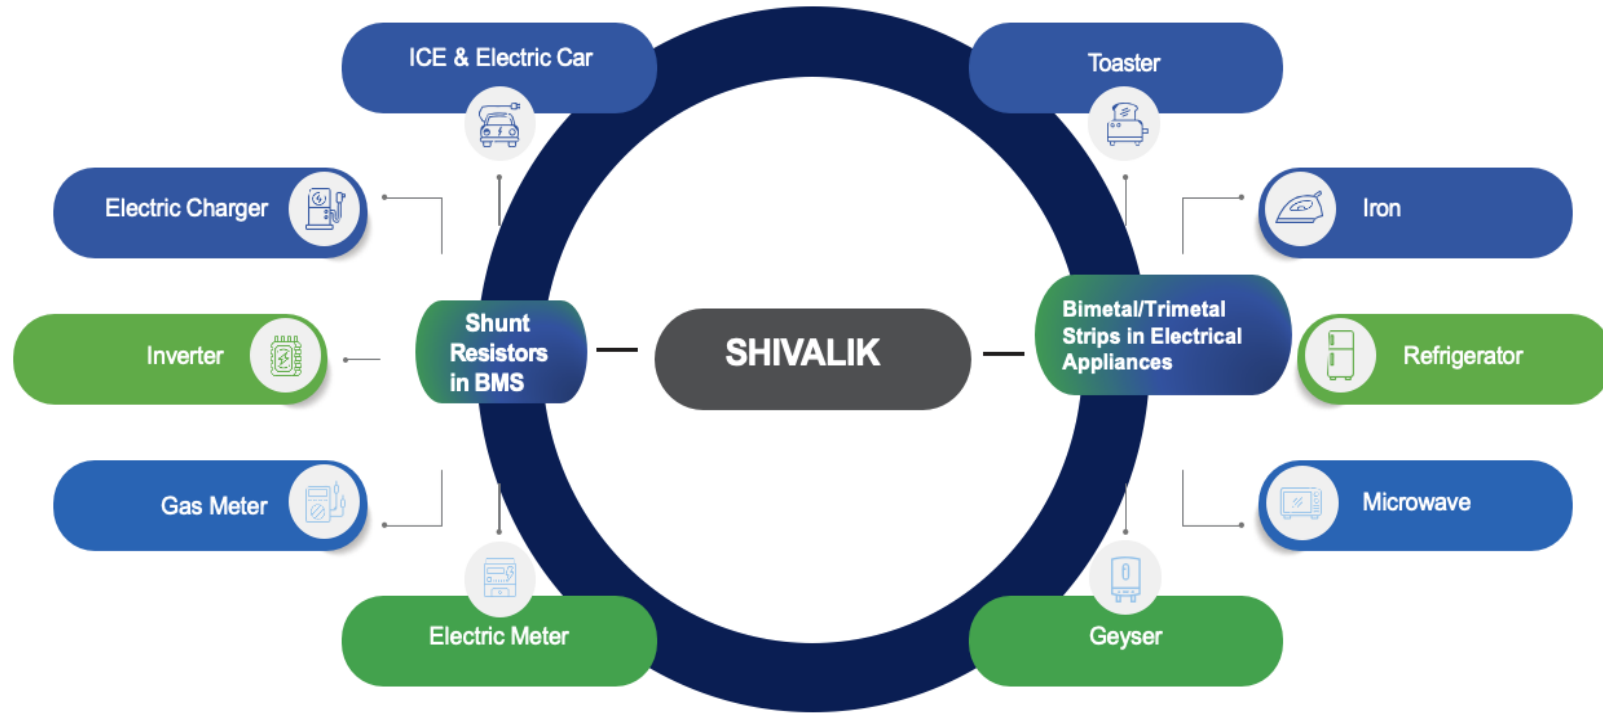 ICE & Electric Car
Toaster
Electric Charger
Iron
Inverter
Shunt
Resistors
in BMS
SHIVALIK
Bimetal/Trimetal
Strips in Electrical
Appliances
Refrigerator
Gas Meter
Microwave
Electric Meter
Geyser